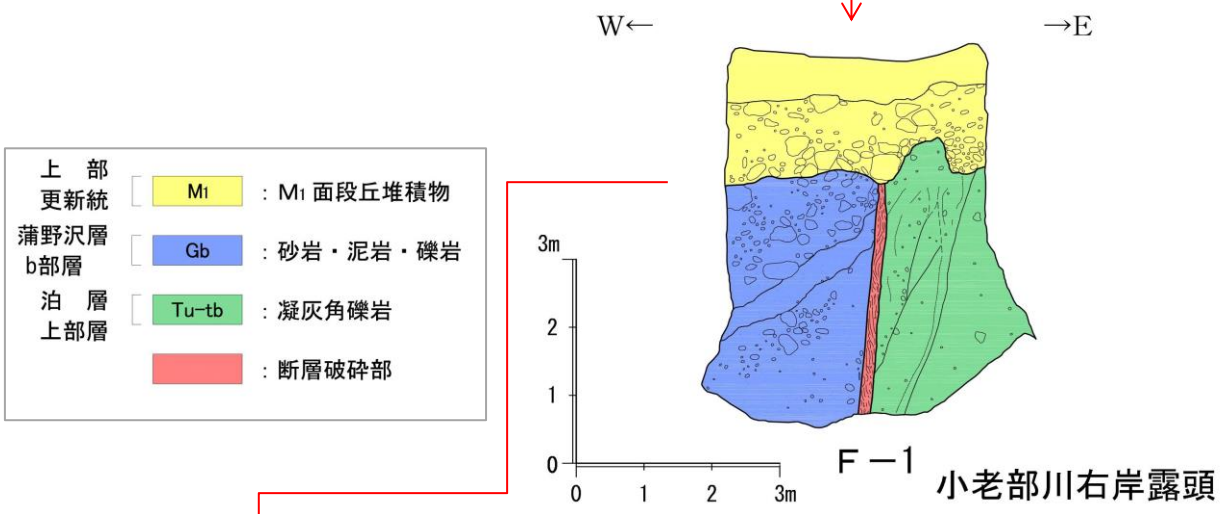 W← →E
上 部
更新統
M1 : M1 面段丘堆積物
蒲野沢層
b部層
Gb : 砂岩・泥岩・礫岩
泊 層
上部層
Tu-tb : 凝灰角礫岩
: 断層破砕部
3m
2
1
0
0 1 2 3m
F-1
小老部川右岸露頭